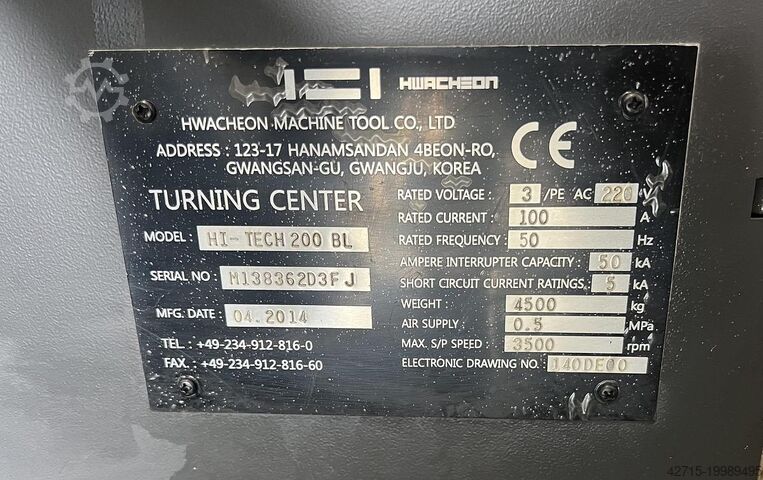 HWACHEON
HWACHEON MACHINE TOOL CO., LTD
ADDRESS : 123-17 HANAMSANDAN 4BEON-RO,
GWANGSAN-GU, GWANGJU, KOREA
CE
TURNING CENTER
MODEL : HI-TECH 200 BL
SERIAL NO : M138362D3FJ
MFG. DATE : 04.2014
TEL : +49-234-912-816-0
FAX : +49-234-912-816-60
RATED VOLTAGE : 3 /PE AC 220 V
RATED CURRENT : 100 A
RATED FREQUENCY : 50 Hz
AMPERE INTERRUPTER CAPACITY : 50 kA
SHORT CIRCUIT CURRENT RATINGS. 5 kA
WEIGHT : 4500 kg
AIR SUPPLY : 0.5 MPa
MAX. S/P SPEED : 3500 rpm
ELECTRONIC DRAWING NO. : 140DE00
42715-19989495